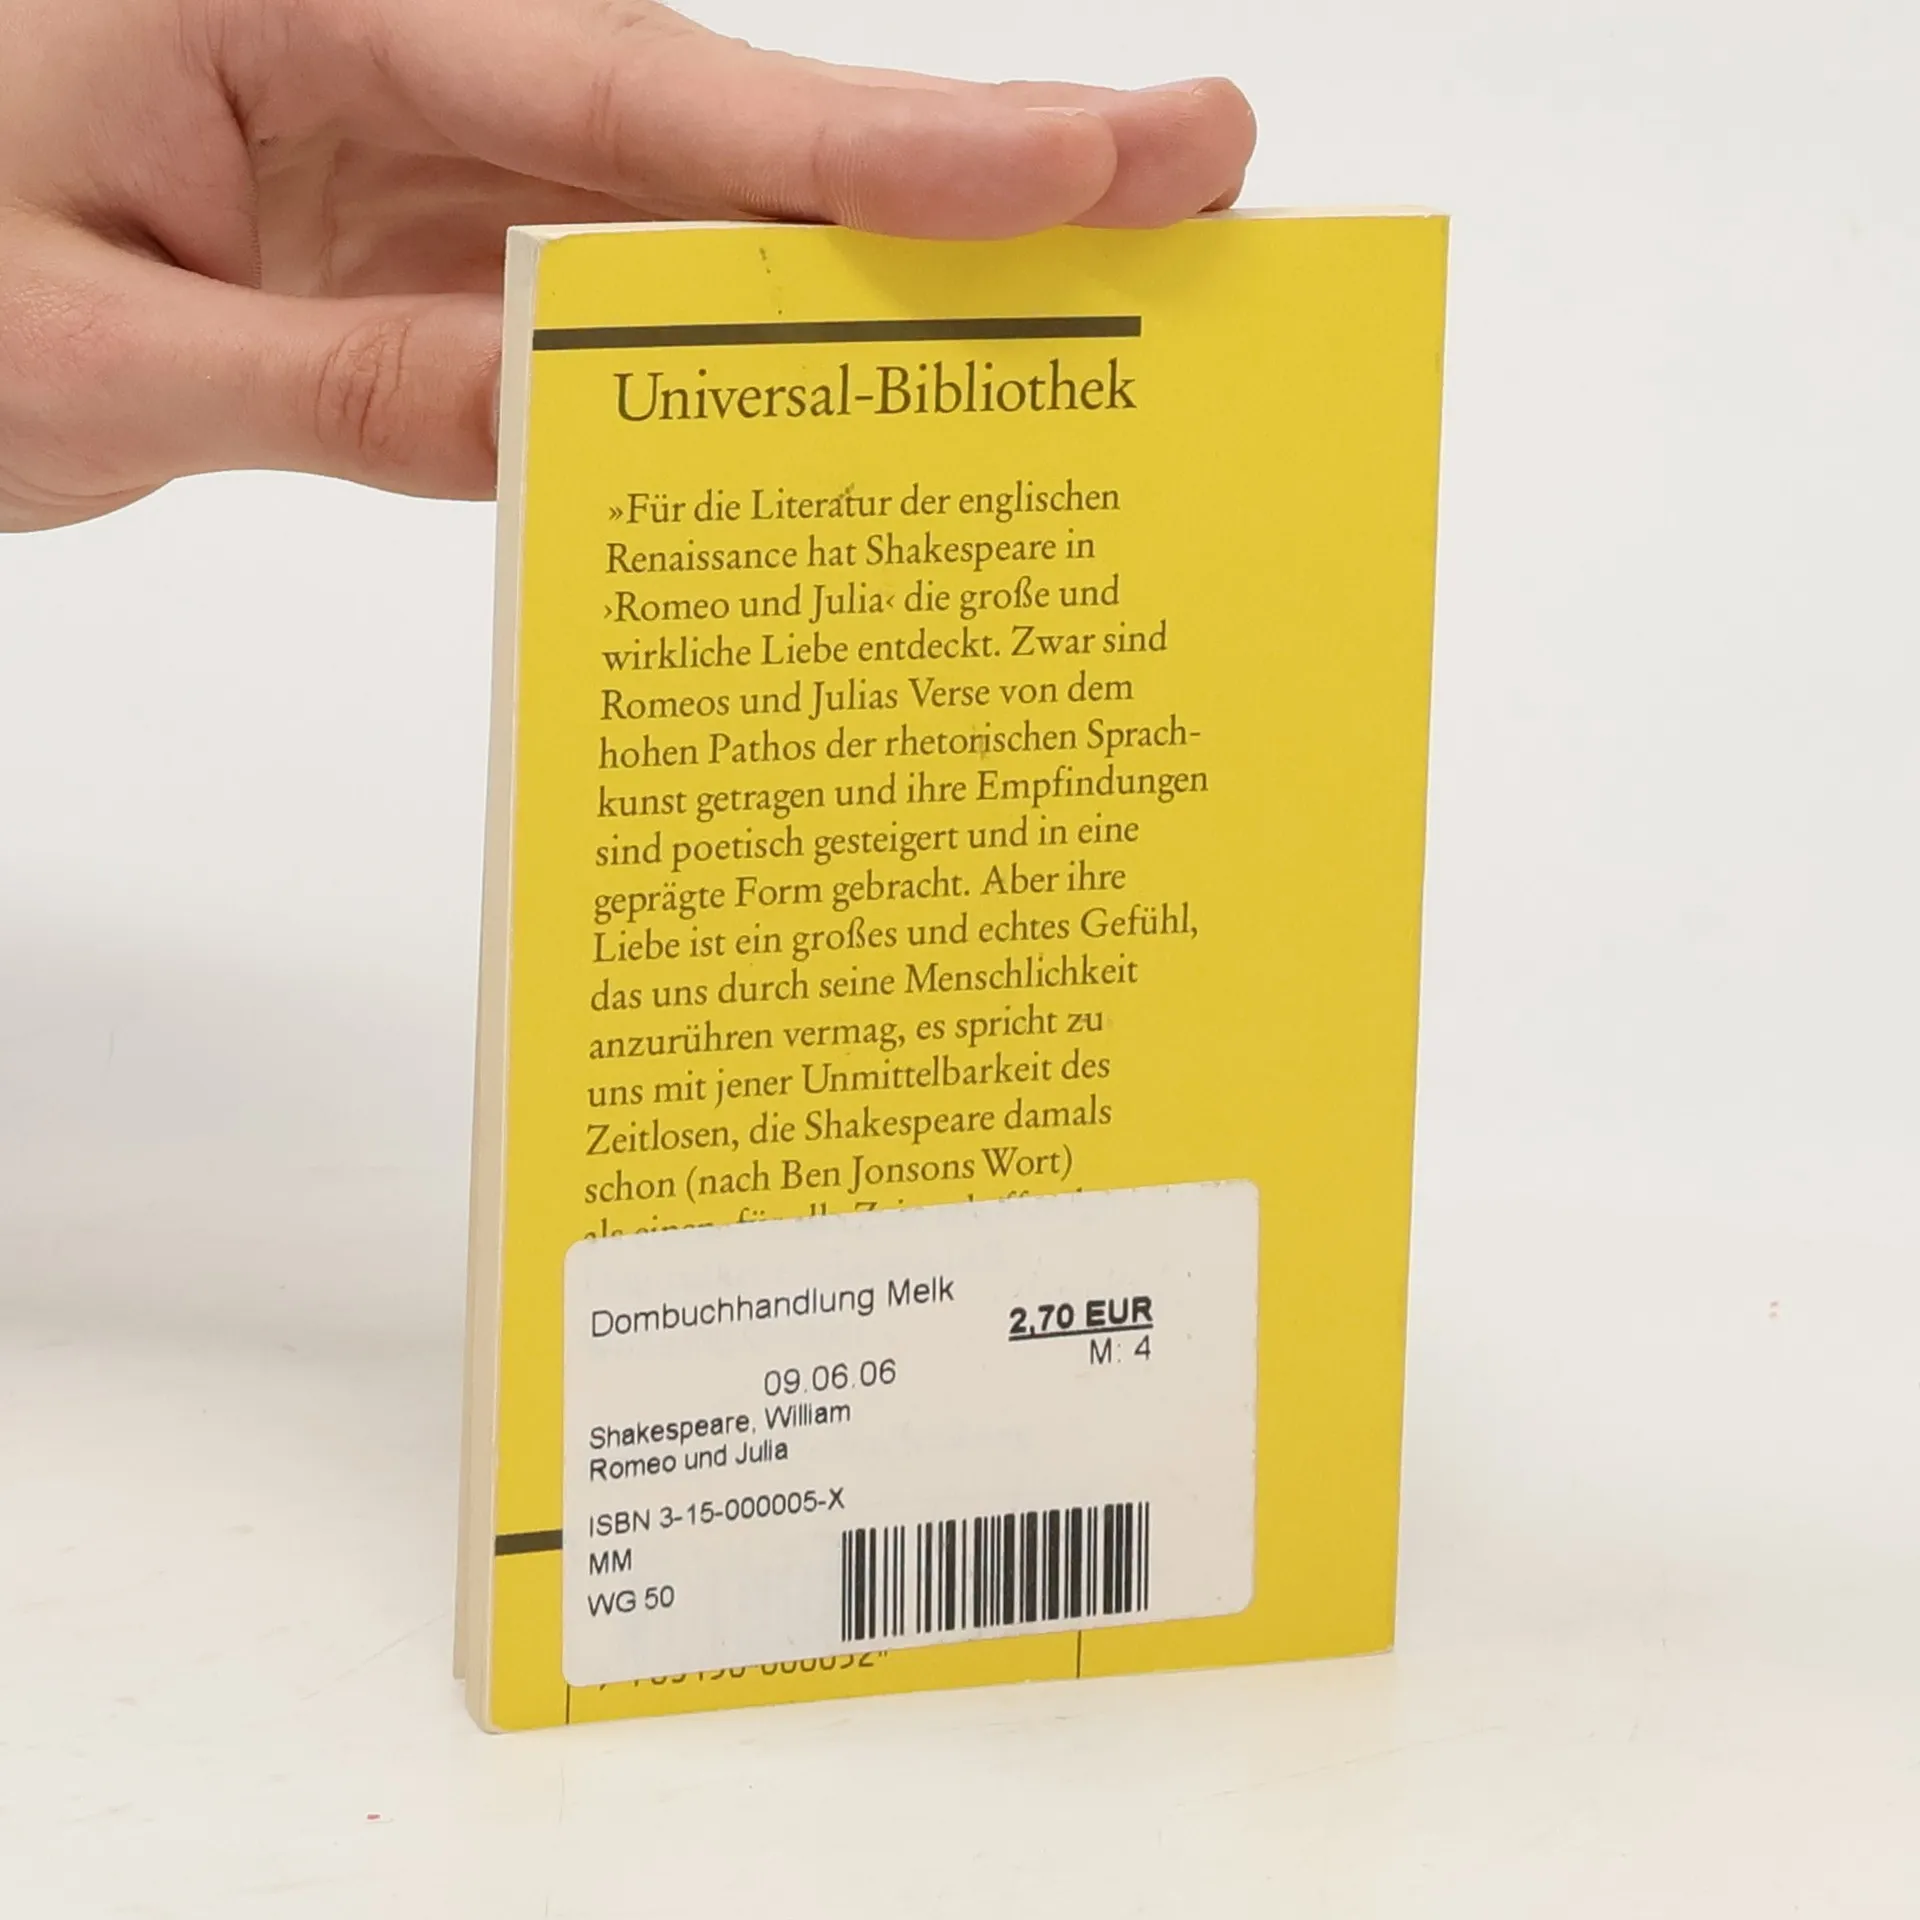 Universal-Bibliothek
»Für die Literatur der englischen
Renaissance hat Shakespeare in
›Romeo und Julia‹ die große und
wirkliche Liebe entdeckt. Zwar sind
Romeos und Julias Verse von dem
hohen Pathos der rhetorischen Sprach-
kunst getragen und ihre Empfindungen
sind poetisch gesteigert und in eine
geprägte Form gebracht. Aber ihre
Liebe ist ein großes und echtes Gefühl,
das uns durch seine Menschlichkeit
anzurühren vermag, es spricht zu
uns mit jener Unmittelbarkeit des
Zeitlosen, die Shakespeare damals
schon (nach Ben Jonsons Wort)
Dombuchhandlung Melk
2,70 EUR
M: 4
09.06.06
Shakespeare, William
Romeo und Julia
ISBN 3-15-000005-X
MM
WG 50